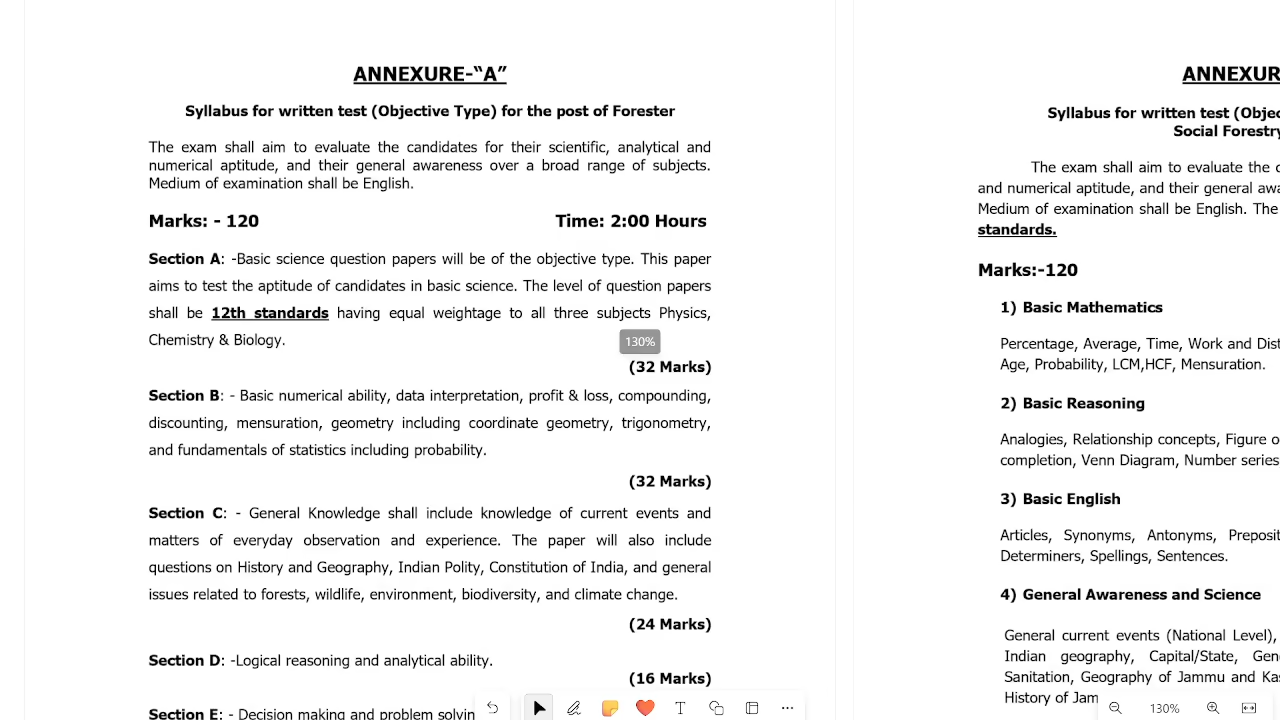 ANNEXURE-“A”
Syllabus for written test (Objective Type) for the post of Forester
The exam shall aim to evaluate the candidates for their scientific, analytical and
numerical aptitude, and their general awareness over a broad range of subjects.
Medium of examination shall be English.
Marks: - 120 Time: 2:00 Hours
Section A: -Basic science question papers will be of the objective type. This paper
aims to test the aptitude of candidates in basic science. The level of question papers
shall be 12th standards having equal weightage to all three subjects Physics,
Chemistry & Biology.
130%
(32 Marks)
Section B: - Basic numerical ability, data interpretation, profit & loss, compounding,
discounting, mensuration, geometry including coordinate geometry, trigonometry,
and fundamentals of statistics including probability.
(32 Marks)
Section C: - General Knowledge shall include knowledge of current events and
matters of everyday observation and experience. The paper will also include
questions on History and Geography, Indian Polity, Constitution of India, and general
issues related to forests, wildlife, environment, biodiversity, and climate change.
(24 Marks)
Section D: -Logical reasoning and analytical ability.
(16 Marks)
Section E: - Decision making and problem solvin
ANNEXUR
Syllabus for written test (Objec
Social Forestry
The exam shall aim to evaluate the c
and numerical aptitude, and their general awa
Medium of examination shall be English. The
standards.
Marks:-120
1) Basic Mathematics
Percentage, Average, Time, Work and Dist
Age, Probability, LCM,HCF, Mensuration.
2) Basic Reasoning
Analogies, Relationship concepts, Figure o
completion, Venn Diagram, Number series
3) Basic English
Articles, Synonyms, Antonyms, Preposit
Determiners, Spellings, Sentences.
4) General Awareness and Science
General current events (National Level),
Indian geography, Capital/State, Gen
Sanitation, Geography of Jammu and Kas
History of Jam
130%